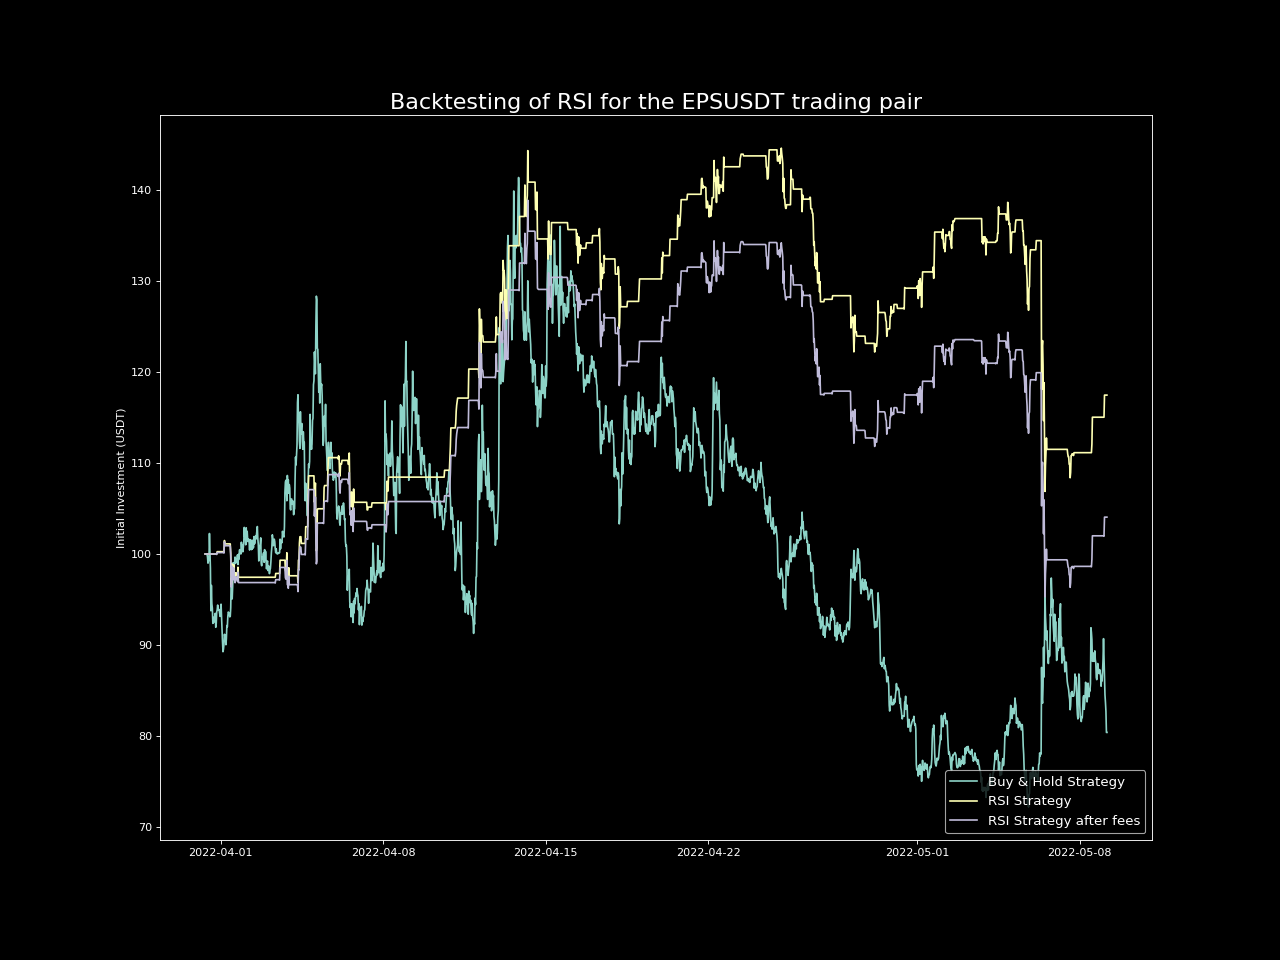 Backtesting of RSI for the EPSUSDT trading pair
Initial Investment (USDT)
140
130
120
110
100
90
80
70
2022-04-01
2022-04-08
2022-04-15
2022-04-22
2022-05-01
2022-05-08
Buy & Hold Strategy
RSI Strategy
RSI Strategy after fees